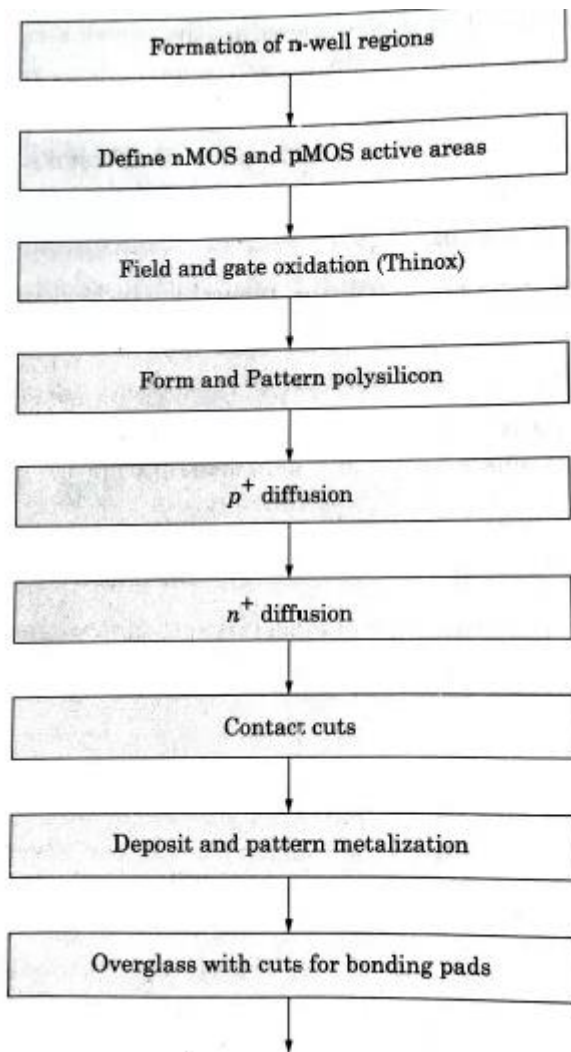 Formation of n-well regions
Define nMOS and pMOS active areas
Field and gate oxidation (Thinox)
Form and Pattern polysilicon
p⁺ diffusion
n⁺ diffusion
Contact cuts
Deposit and pattern metalization
Overglass with cuts for bonding pads